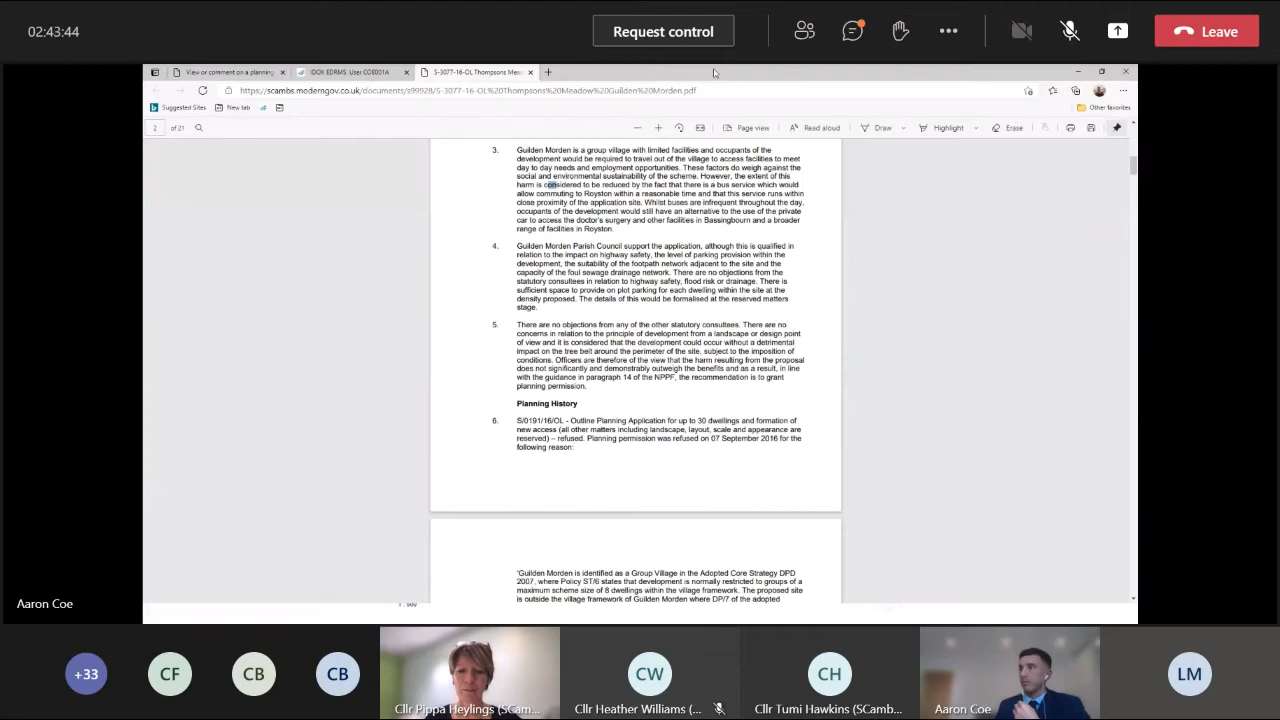 02:43:44
Request control
Leave
View or comment on a planning
IDOX EDRMS. User COB001A
S-3077-16-OL Thompsons Mea
https://scambs.moderngov.co.uk/documents/s99928/S-3077-16-OL%20Thompsons%20Meadow%20Guilden%20Morden.pdf
Suggested Sites
New tab
Other favorites
2 of 21
Page view
Read aloud
Draw
Highlight
Erase
3. Guilden Morden is a group village with limited facilities and occupants of the
development would be required to travel out of the village to access facilities to meet
day to day needs and employment opportunities. These factors do weigh against the
social and environmental sustainability of the scheme. However, the extent of this
harm is considered to be reduced by the fact that there is a bus service which would
allow commuting to Royston within a reasonable time and that this service runs within
close proximity of the application site. Whilst buses are infrequent throughout the day,
occupants of the development would still have an alternative to the use of the private
car to access the doctor's surgery and other facilities in Bassingbourn and a broader
range of facilities in Royston.
4. Guilden Morden Parish Council support the application, although this is qualified in
relation to the impact on highway safety, the level of parking provision within the
development, the suitability of the footpath network adjacent to the site and the
capacity of the foul sewage drainage network. There are no objections from the
statutory consultees in relation to highway safety, flood risk or drainage. There is
sufficient space to provide on plot parking for each dwelling within the site at the
density proposed. The details of this would be formalised at the reserved matters
stage.
5. There are no objections from any of the other statutory consultees. There are no
concerns in relation to the principle of development from a landscape or design point
of view and it is considered that the development could occur without a detrimental
impact on the tree belt around the perimeter of the site, subject to the imposition of
conditions. Officers are therefore of the view that the harm resulting from the proposal
does not significantly and demonstrably outweigh the benefits and as a result, in line
with the guidance in paragraph 14 of the NPPF, the recommendation is to grant
planning permission.
Planning History
6. S/0191/16/OL - Outline Planning Application for up to 30 dwellings and formation of
new access (all other matters including landscape, layout, scale and appearance are
reserved) – refused. Planning permission was refused on 07 September 2016 for the
following reason:
'Guilden Morden is identified as a Group Village in the Adopted Core Strategy DPD
2007, where Policy ST/6 states that development is normally restricted to groups of a
maximum scheme size of 8 dwellings within the village framework. The proposed site
is outside the village framework of Guilden Morden where DP/7 of the adopted
Aaron Coe
+33
CF
CB
CB
Cllr Pippa Heylings (SCam...
CW
Cllr Heather Williams (...
CH
Cllr Tumi Hawkins (SCamb...
Aaron Coe
LM